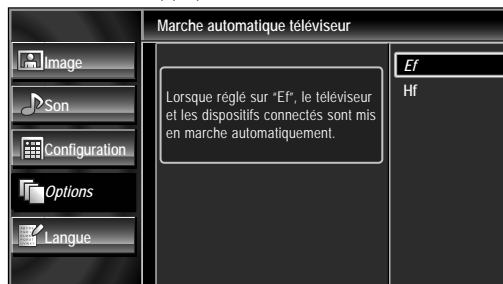 Marche automatique téléviseur
Image
Son
Configuration
Options
Langue
Lorsque réglé sur "Ef", le téléviseur
et les dispositifs connectés sont mis
en marche automatiquement.
Ef
Hf